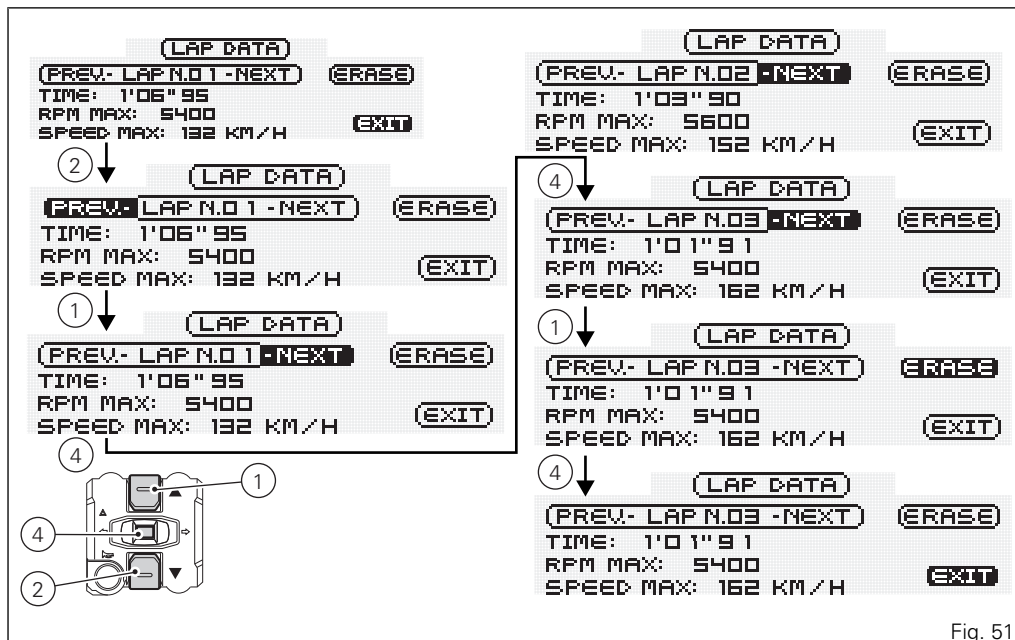 (LAP DATA)
(PREV.- LAP N.01 -NEXT) (ERASE)
TIME: 1'06"95
RPM MAX: 5400
SPEED MAX: 132 KM/H (EXIT)
2
(LAP DATA)
(PREV.- LAP N.01 -NEXT) (ERASE)
TIME: 1'06"95
RPM MAX: 5400
SPEED MAX: 132 KM/H (EXIT)
1
(LAP DATA)
(PREV.- LAP N.01 -NEXT) (ERASE)
TIME: 1'06"95
RPM MAX: 5400
SPEED MAX: 132 KM/H (EXIT)
4
1
4
2
(LAP DATA)
(PREV.- LAP N.02 -NEXT) (ERASE)
TIME: 1'03"90
RPM MAX: 5600
SPEED MAX: 152 KM/H (EXIT)
4
(LAP DATA)
(PREV.- LAP N.03 -NEXT) (ERASE)
TIME: 1'01"91
RPM MAX: 5400
SPEED MAX: 162 KM/H (EXIT)
1
(LAP DATA)
(PREV.- LAP N.03 -NEXT) ERASE
TIME: 1'01"91
RPM MAX: 5400
SPEED MAX: 162 KM/H (EXIT)
4
(LAP DATA)
(PREV.- LAP N.03 -NEXT) (ERASE)
TIME: 1'01"91
RPM MAX: 5400
SPEED MAX: 162 KM/H EXIT
Fig. 51